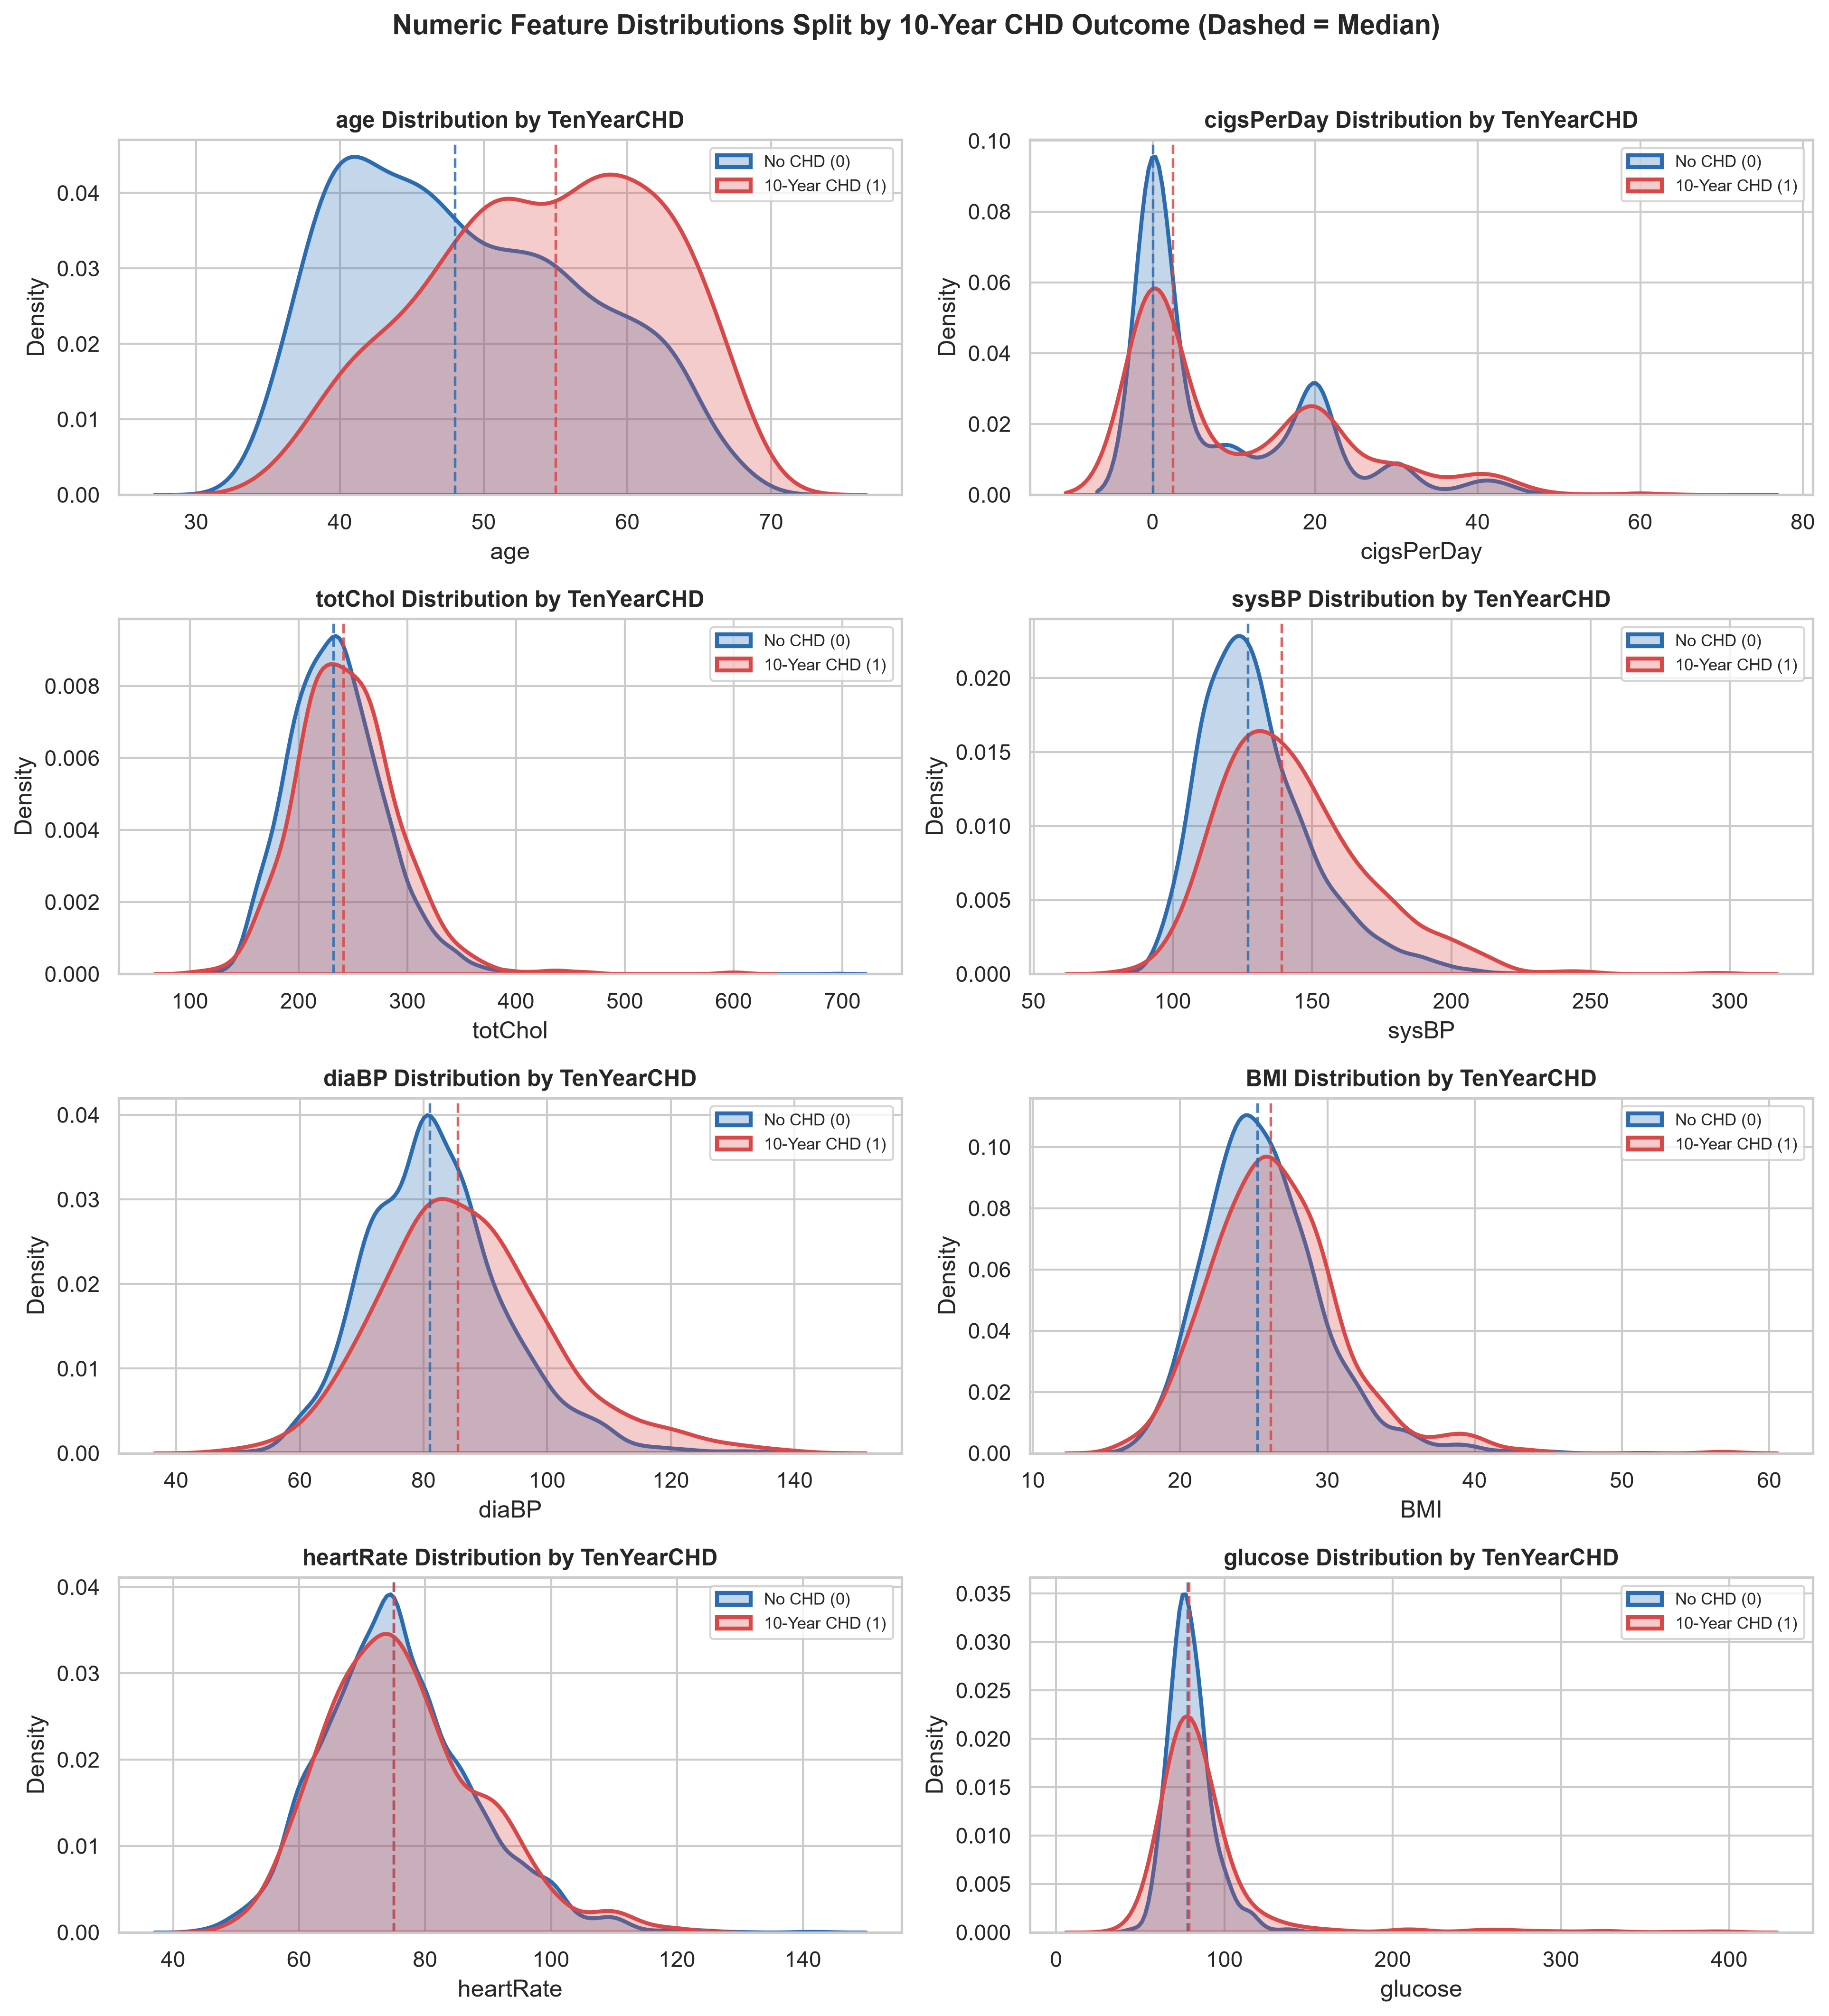 Numeric Feature Distributions Split by 10-Year CHD Outcome (Dashed = Median)
age Distribution by TenYearCHD
No CHD (0)
10-Year CHD (1)
Density
0.04
0.03
0.02
0.01
0.00
30 40 50 60 70
age
cigsPerDay Distribution by TenYearCHD
No CHD (0)
10-Year CHD (1)
Density
0.10
0.08
0.06
0.04
0.02
0.00
0 20 40 60 80
cigsPerDay
totChol Distribution by TenYearCHD
No CHD (0)
10-Year CHD (1)
Density
0.008
0.006
0.004
0.002
0.000
100 200 300 400 500 600 700
totChol
sysBP Distribution by TenYearCHD
No CHD (0)
10-Year CHD (1)
Density
0.020
0.015
0.010
0.005
0.000
50 100 150 200 250 300
sysBP
diaBP Distribution by TenYearCHD
No CHD (0)
10-Year CHD (1)
Density
0.04
0.03
0.02
0.01
0.00
40 60 80 100 120 140
diaBP
BMI Distribution by TenYearCHD
No CHD (0)
10-Year CHD (1)
Density
0.10
0.08
0.06
0.04
0.02
0.00
10 20 30 40 50 60
BMI
heartRate Distribution by TenYearCHD
No CHD (0)
10-Year CHD (1)
Density
0.04
0.03
0.02
0.01
0.00
40 60 80 100 120 140
heartRate
glucose Distribution by TenYearCHD
No CHD (0)
10-Year CHD (1)
Density
0.035
0.030
0.025
0.020
0.015
0.010
0.005
0.000
0 100 200 300 400
glucose